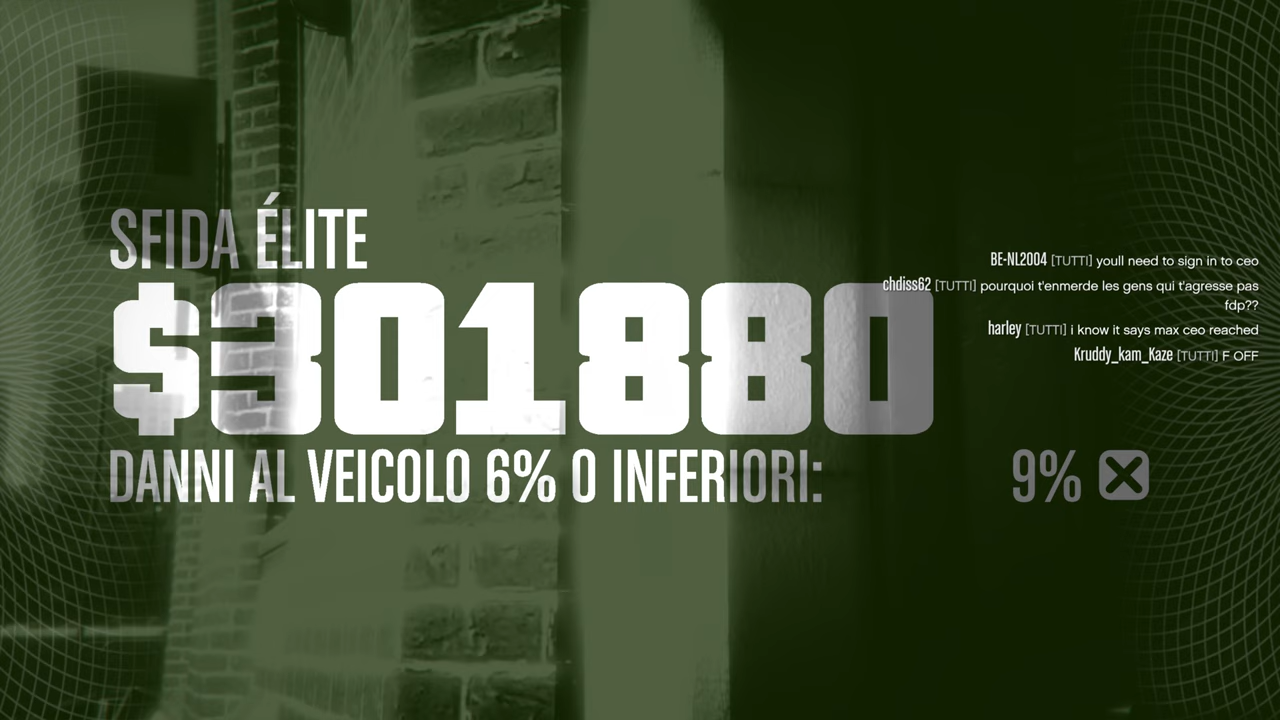 SFIDA ÉLITE
$301880
DANNI AL VEICOLO 6% O INFERIORI: 9%
BE-NL2004 [TUTTI] youll need to sign in to ceo
chdiss62 [TUTTI] pourquoi t'enmerde les gens qui t'agresse pas
fdp??
harley [TUTTI] i know it says max ceo reached
Kruddy_kam_Kaze [TUTTI] F OFF